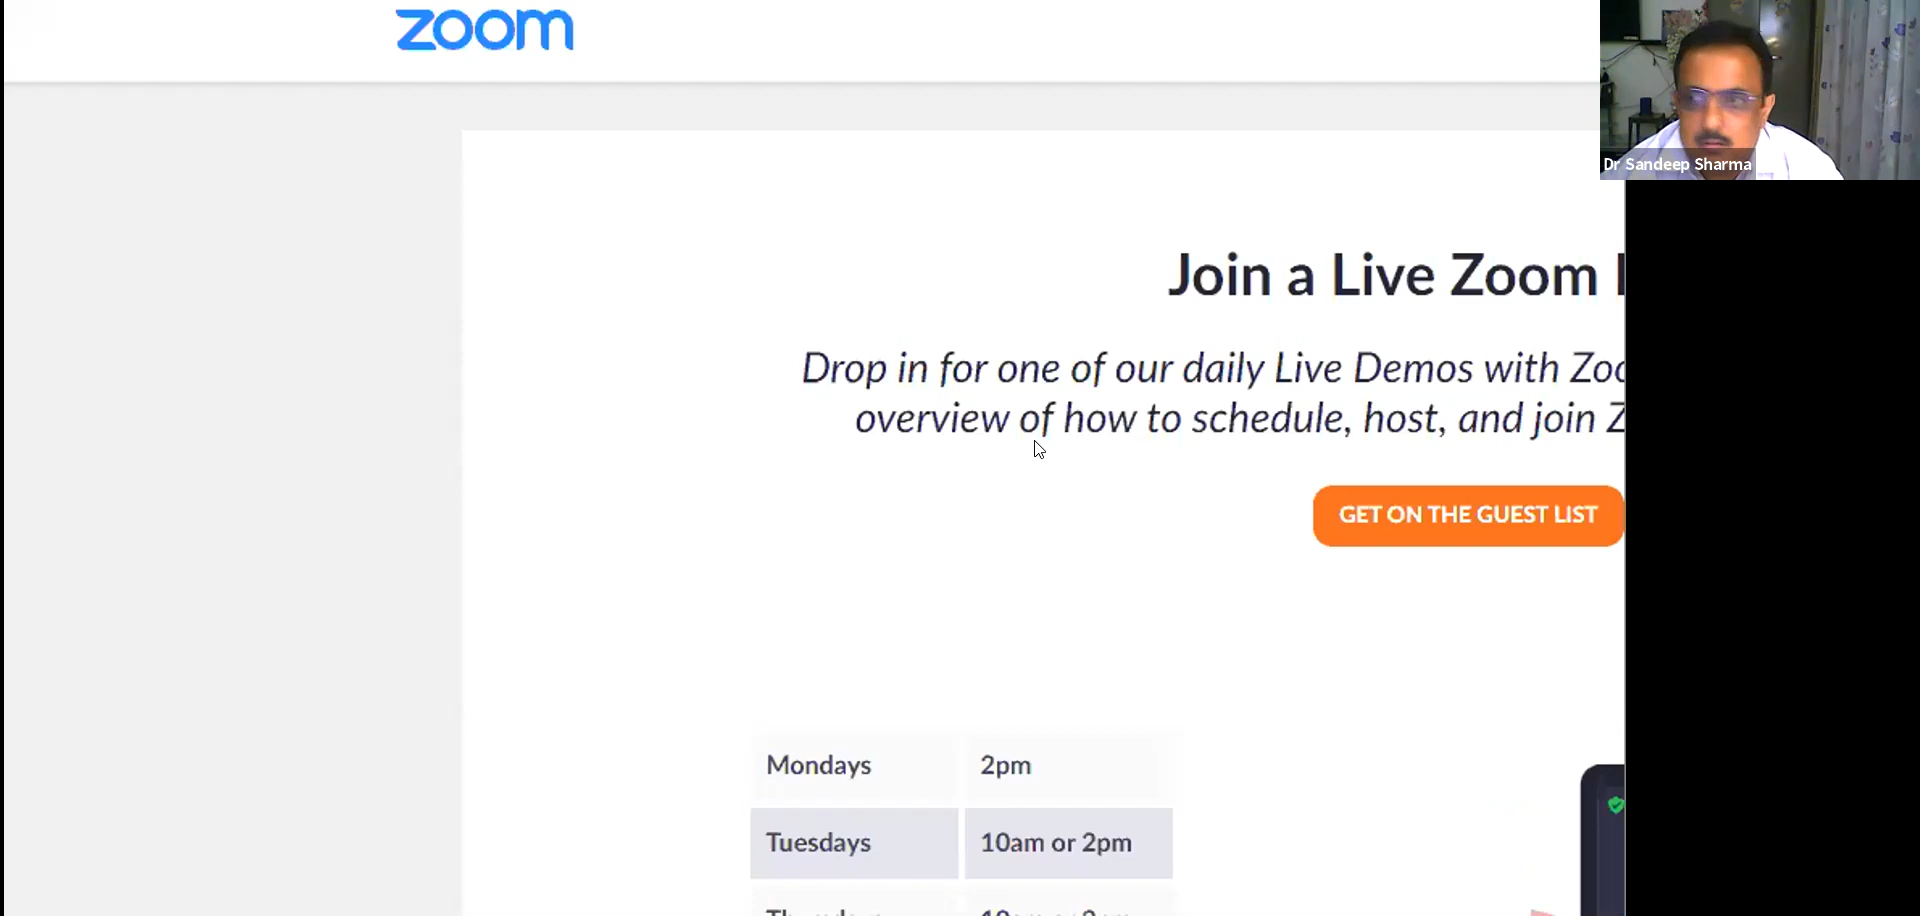 zoom
Dr Sandeep Sharma
Join a Live Zoom
Drop in for one of our daily Live Demos with
overview of how to schedule, host, and join
GET ON THE GUEST LIST
Mondays 2pm
Tuesdays 10am or 2pm